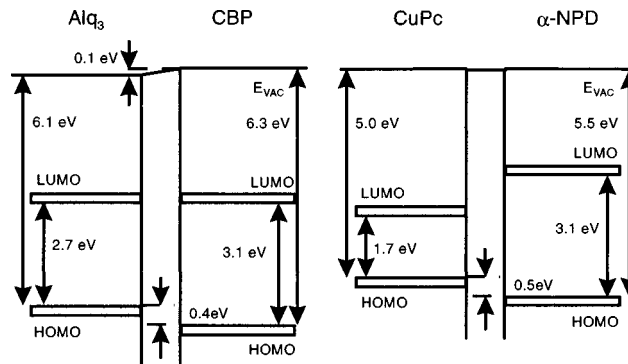 Alq3
CBP
CuPc
α-NPD
0.1 eV
EVAC
6.1 eV
6.3 eV
5.0 eV
5.5 eV
LUMO
LUMO
LUMO
LUMO
2.7 eV
3.1 eV
1.7 eV
3.1 eV
0.4eV
0.5eV
HOMO
HOMO
HOMO
HOMO